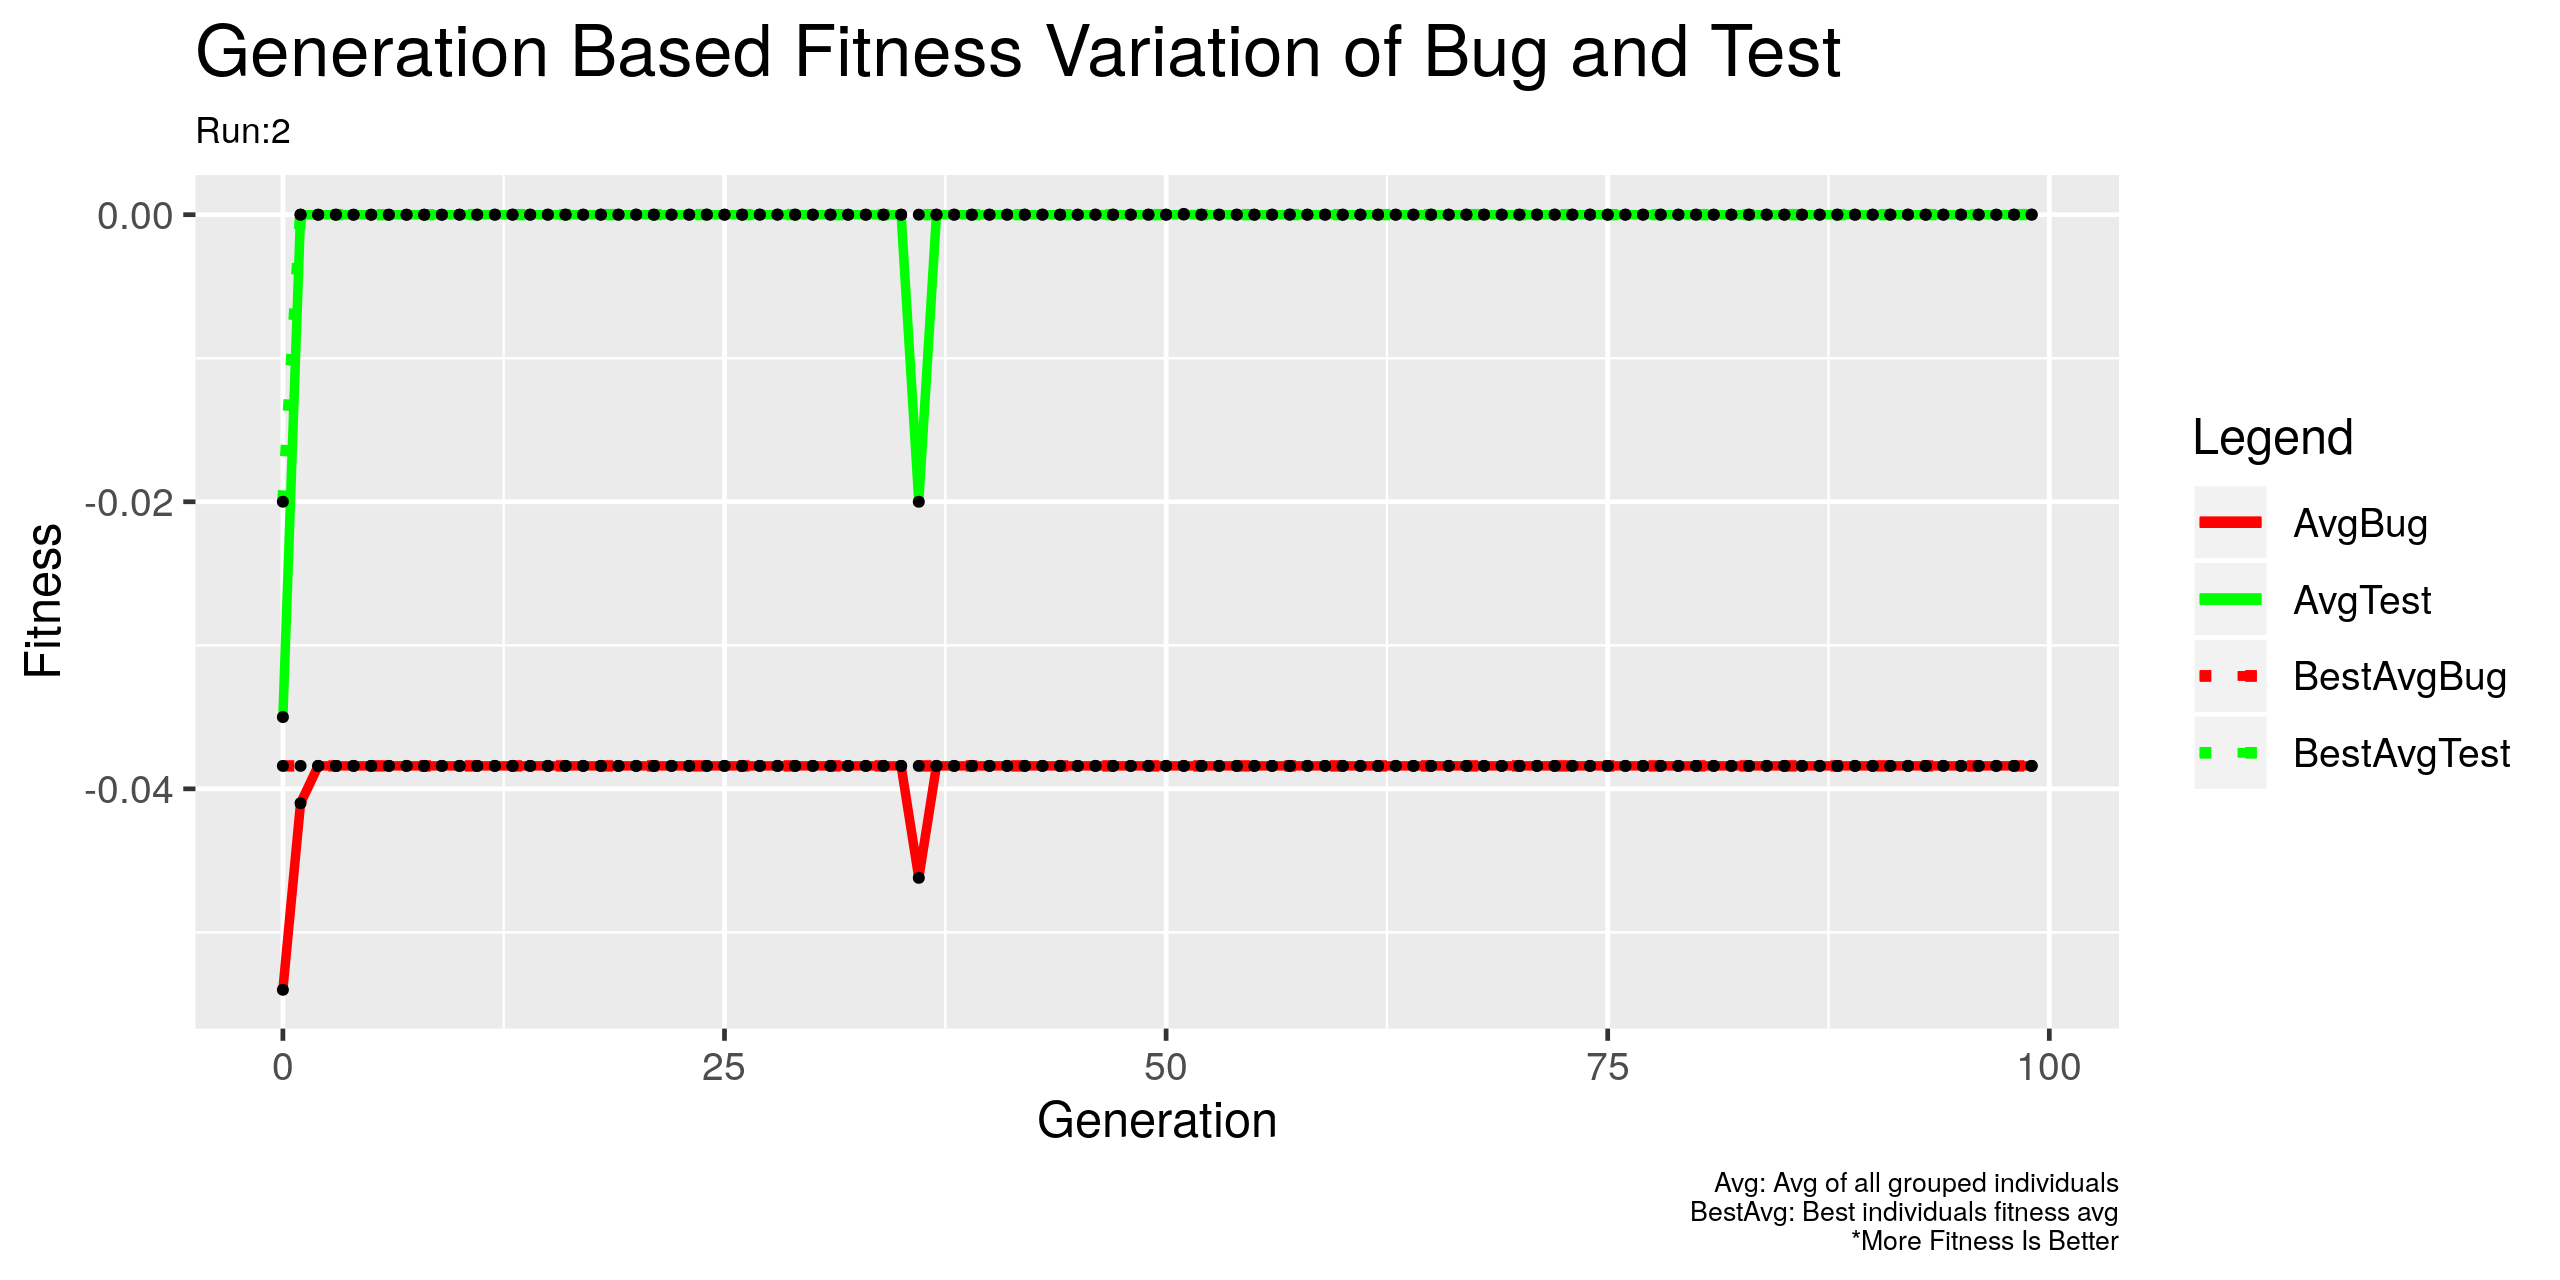 Generation Based Fitness Variation of Bug and Test
Run:2
0.00
-0.02
-0.04
Fitness
0
25
50
75
100
Generation
Legend
AvgBug
AvgTest
BestAvgBug
BestAvgTest
Avg: Avg of all grouped individuals
BestAvg: Best individuals fitness avg
*More Fitness Is Better